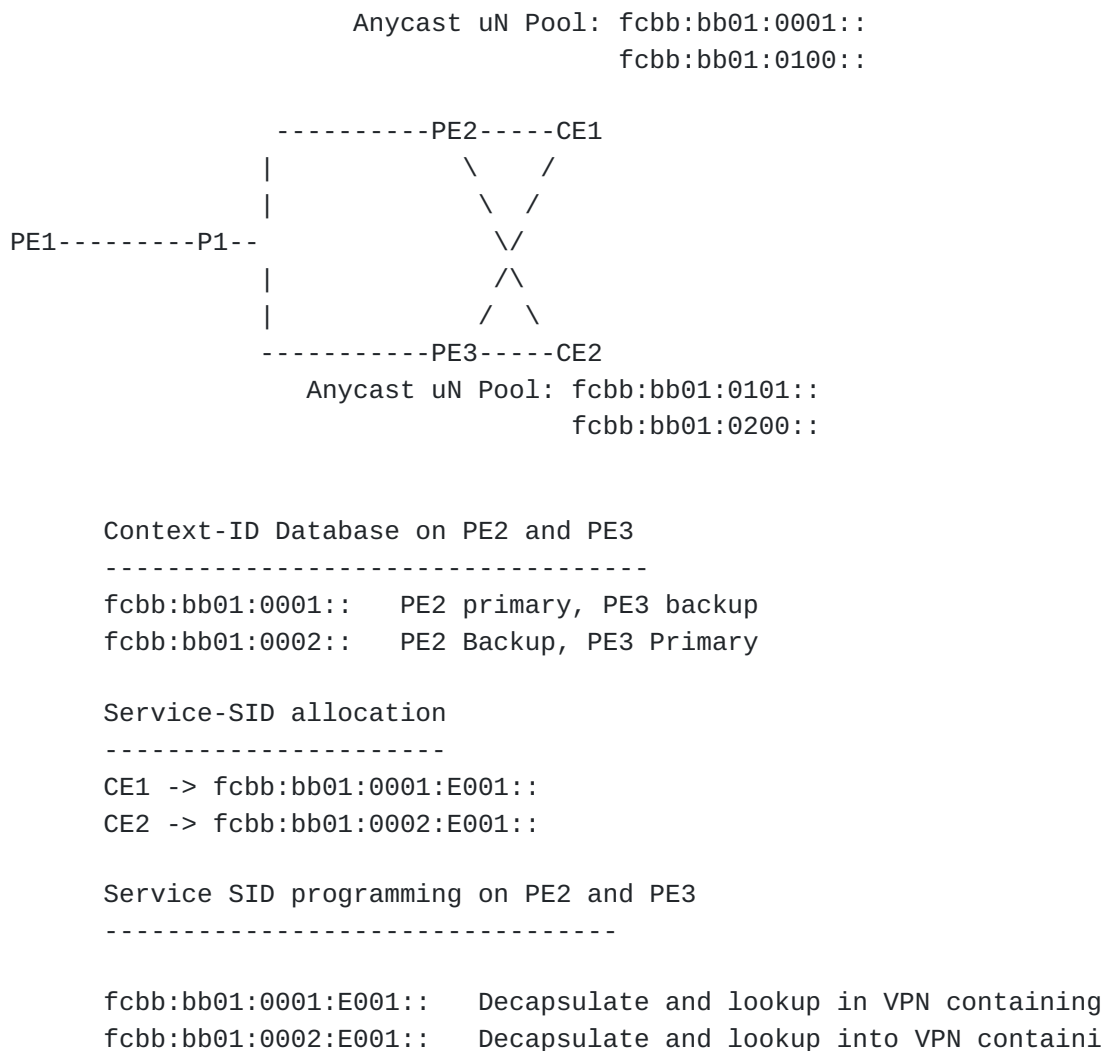 Anycast uN Pool: fcbb:bb01:0001::
fcbb:bb01:0100::
----------PE2-----CE1
|            \    /
|             \  /
PE1---------P1--               \/
|              /\
|             /  \
-----------PE3-----CE2
Anycast uN Pool: fcbb:bb01:0101::
fcbb:bb01:0200::
Context-ID Database on PE2 and PE3
-----------------------------------
fcbb:bb01:0001::   PE2 primary, PE3 backup
fcbb:bb01:0002::   PE2 Backup, PE3 Primary
Service-SID allocation
----------------------
CE1 -> fcbb:bb01:0001:E001::
CE2 -> fcbb:bb01:0002:E001::
Service SID programming on PE2 and PE3
---------------------------------
fcbb:bb01:0001:E001::   Decapsulate and lookup in VPN containing
fcbb:bb01:0002:E001::   Decapsulate and lookup into VPN containi